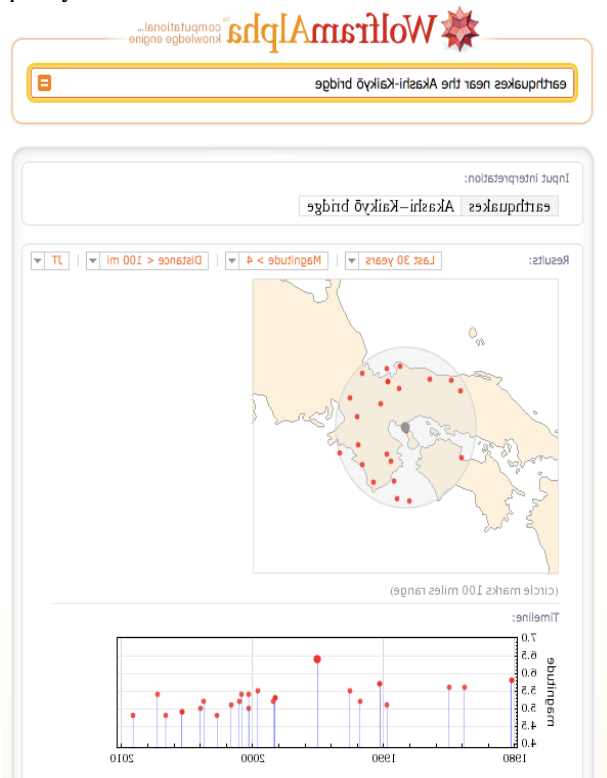 WolframAlpha™ computational...
knowledge engine
earthquakes near the Akashi-Kaikyō bridge
Input interpretation:
earthquakes Akashi–Kaikyō bridge
Results: Last 30 years Magnitude > 4 Distance < 100 mi JT
(circle marks 100 miles range)
Timeline:
7.0
6.5
6.0
5.5
5.0
4.5
4.0
magnitude
1980 1990 2000 2010